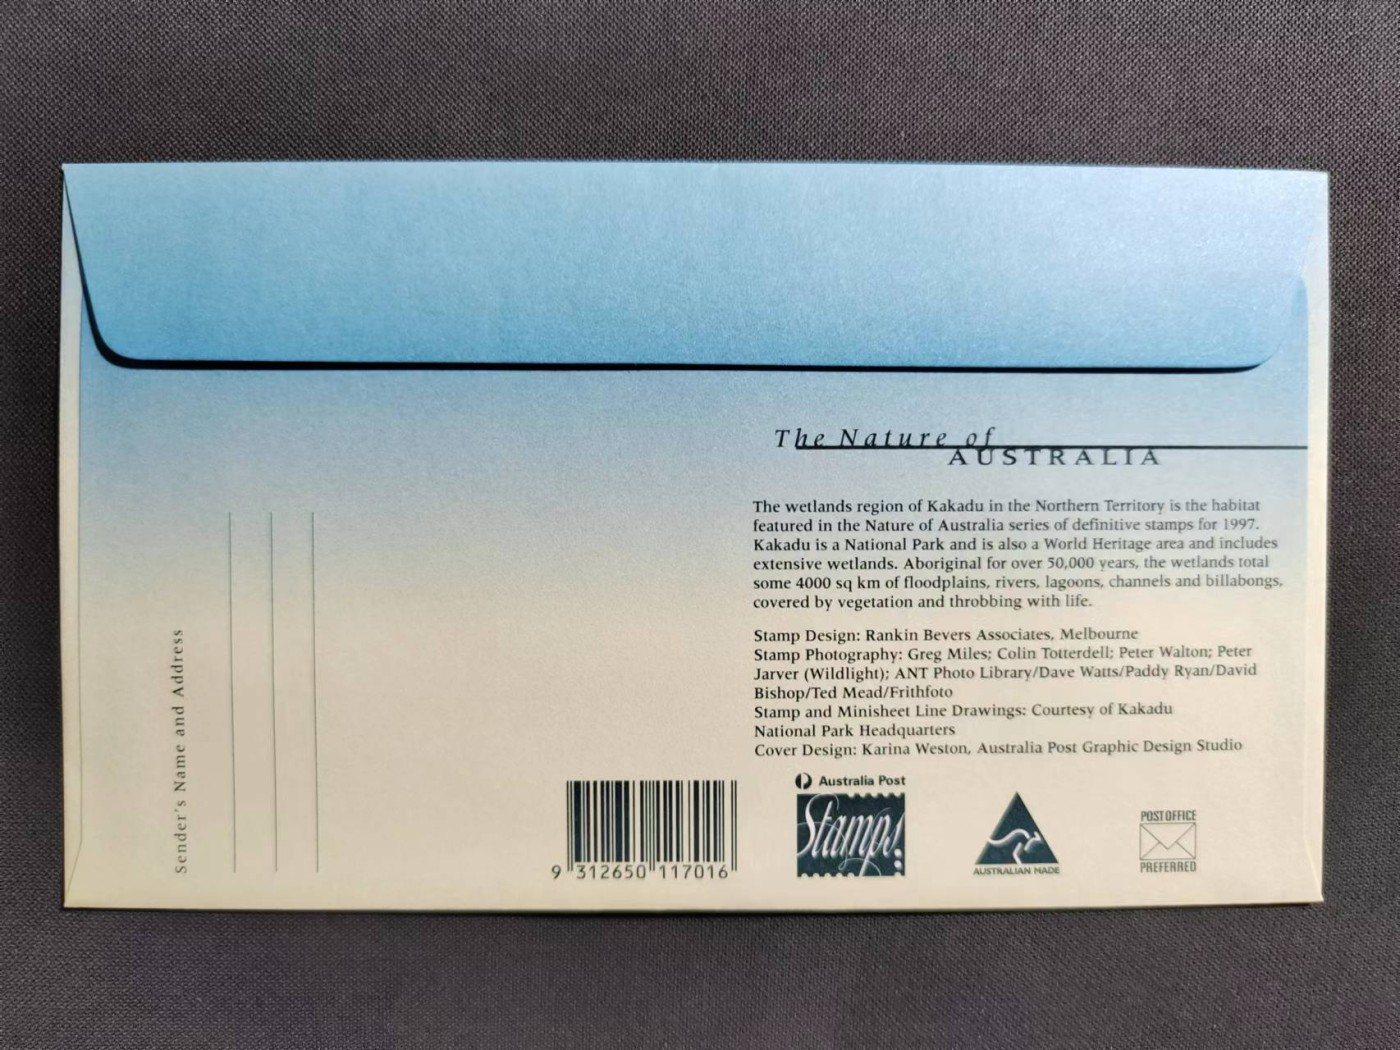 The Nature of
AUSTRALIA
The wetlands region of Kakadu in the Northern Territory is the habitat
featured in the Nature of Australia series of definitive stamps for 1997.
Kakadu is a National Park and is also a World Heritage area and includes
extensive wetlands. Aboriginal for over 50,000 years, the wetlands total
some 4000 sq km of floodplains, rivers, lagoons, channels and billabongs,
covered by vegetation and throbbing with life.
Stamp Design: Rankin Bevers Associates, Melbourne
Stamp Photography: Greg Miles; Colin Totterdell; Peter Walton; Peter
Jarver (Wildlight); ANT Photo Library/Dave Watts/Paddy Ryan/David
Bishop/Ted Mead/Frithfoto
Stamp and Minisheet Line Drawings: Courtesy of Kakadu
National Park Headquarters
Cover Design: Karina Weston, Australia Post Graphic Design Studio
Sender's Name and Address
9 312650 117016
Australia Post
Stamps
AUSTRALIAN MADE
POST OFFICE
PREFERRED